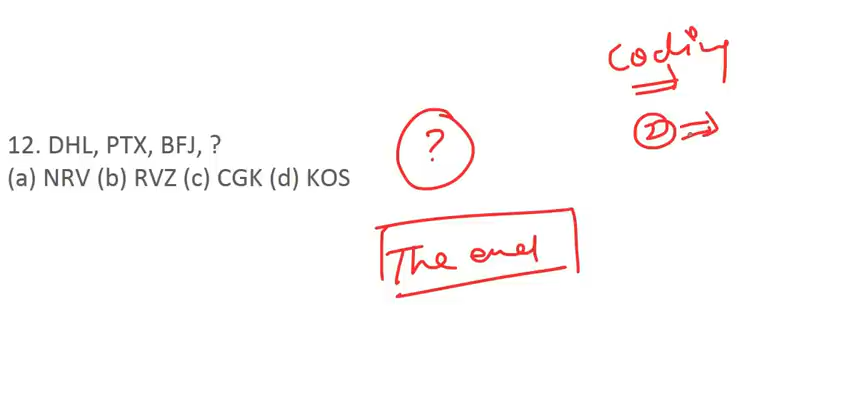 12. DHL, PTX, BFJ, ?
(a) NRV (b) RVZ (c) CGK (d) KOS
?
The end
Coding
D